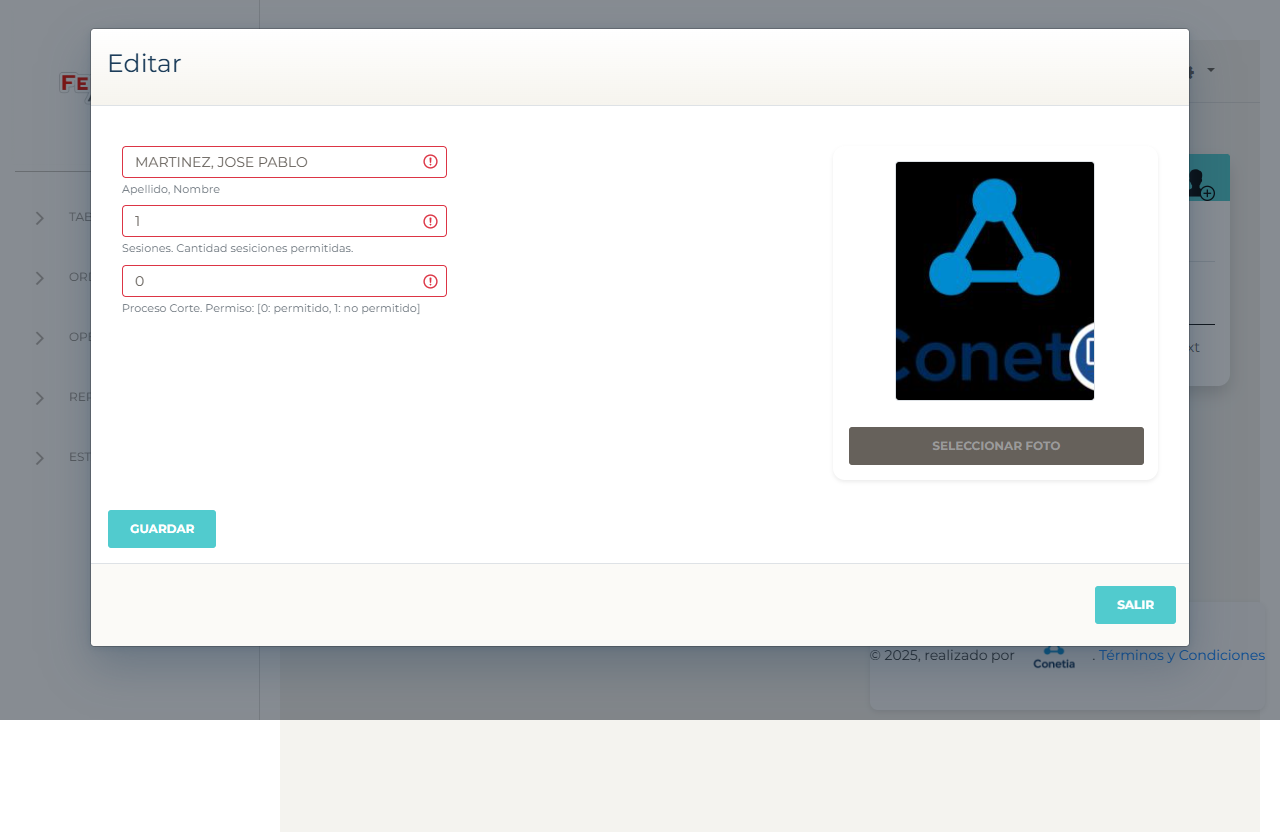 Editar
MARTINEZ, JOSE PABLO
Apellido, Nombre
1
Sesiones. Cantidad sesiciones permitidas.
0
Proceso Corte. Permiso: [0: permitido, 1: no permitido]
Conet
SELECCIONAR FOTO
GUARDAR
SALIR
© 2025, realizado por Conetia . Términos y Condiciones